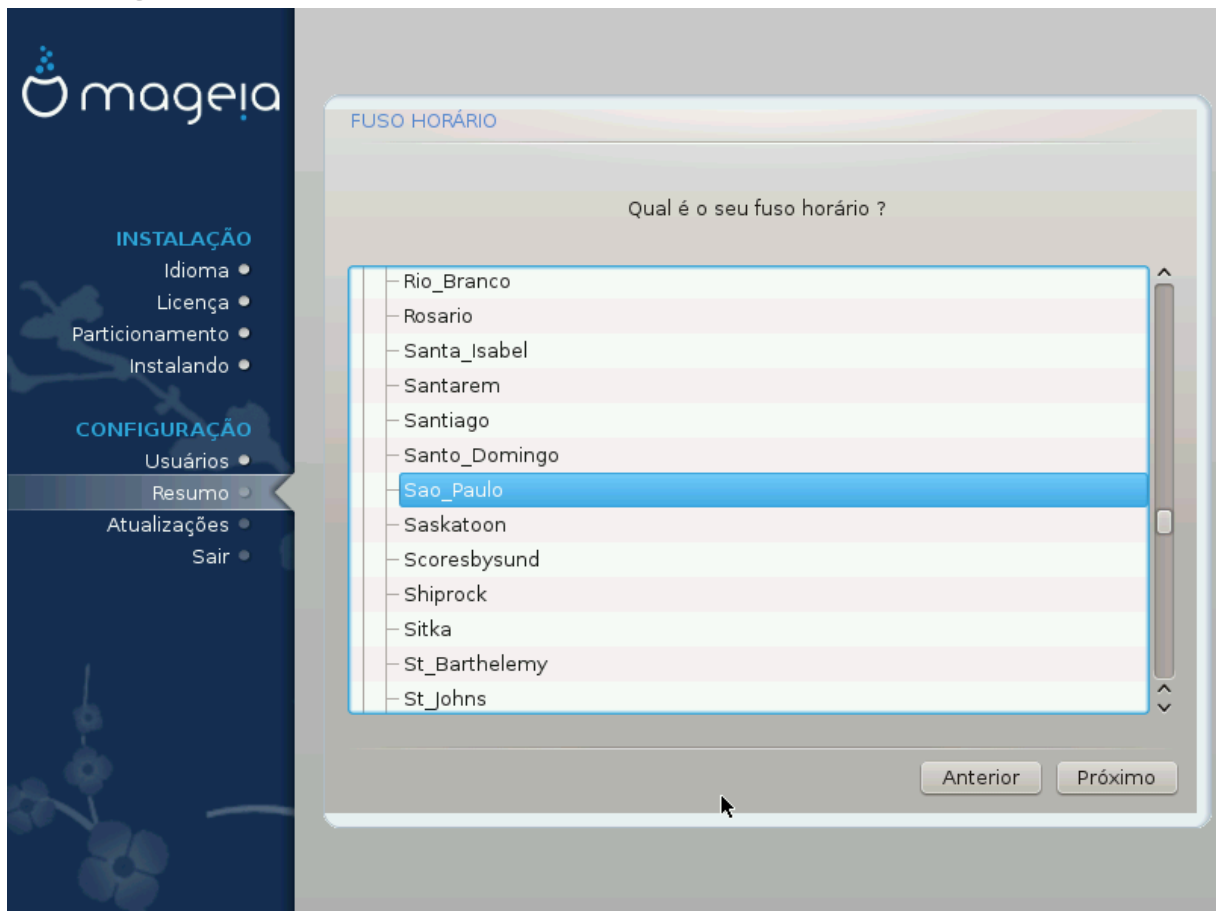 mageia
INSTALAÇÃO
Idioma
Licença
Particionamento
Instalando
CONFIGURAÇÃO
Usuários
Resumo
Atualizações
Sair
FUSO HORÁRIO
Qual é o seu fuso horário ?
Rio_Branco
Rosario
Santa_Isabel
Santarem
Santiago
Santo_Domingo
Sao_Paulo
Saskatoon
Scoresbysund
Shiprock
Sitka
St_Barthelemy
St_Johns
Anterior
Próximo